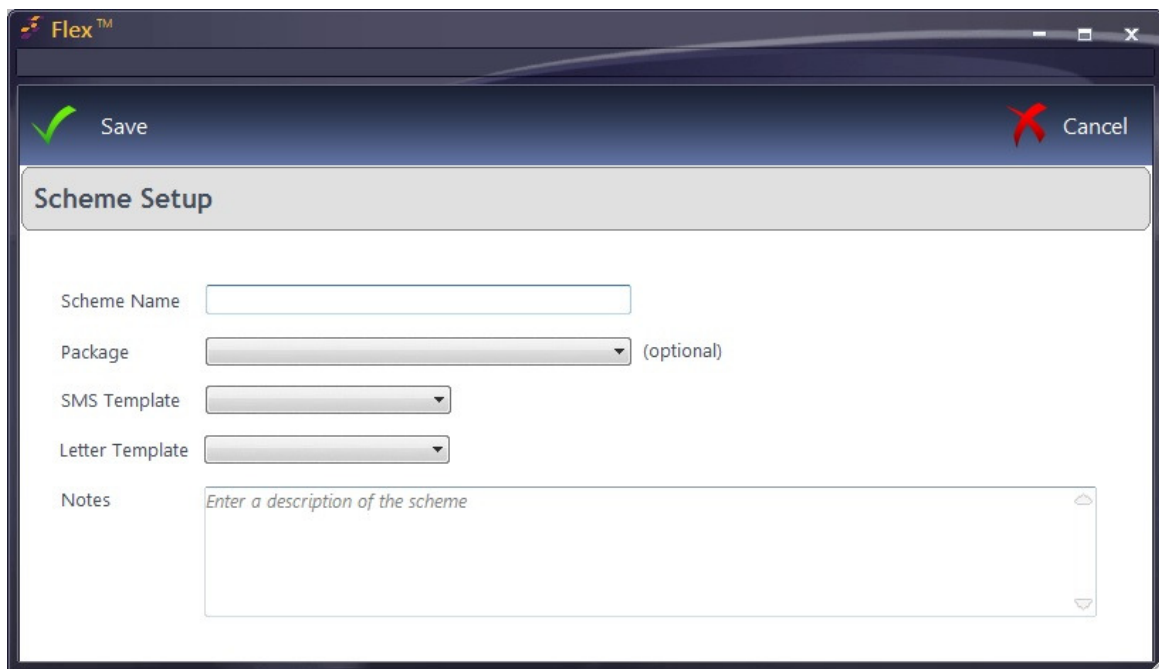 Flex™
Save
Cancel
Scheme Setup
Scheme Name
Package (optional)
SMS Template
Letter Template
Notes
Enter a description of the scheme